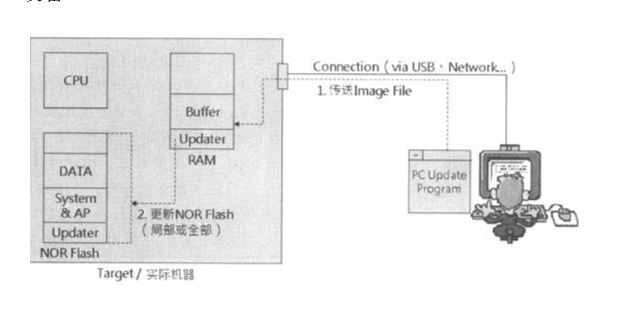 Connection（via USB、Network...）
1.传送Image File
CPU
Buffer
Updater
RAM
DATA
System
& AP
Updater
NOR Flash
2. 更新NOR Flash
（局部或全部）
PC Update
Program
Target / 实际机器